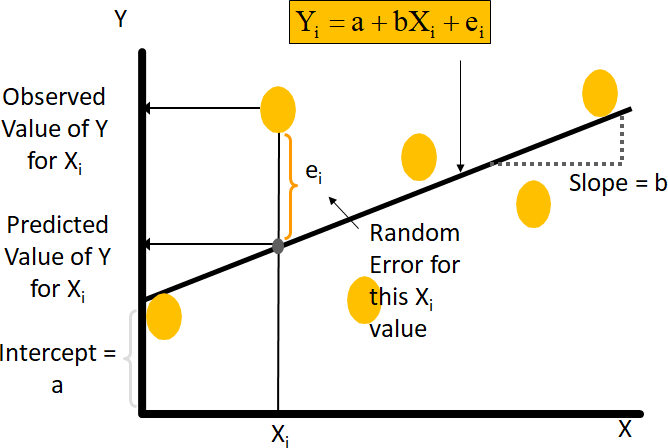 Y
Yᵢ = a + bXᵢ + eᵢ
Observed
Value of Y
for Xᵢ
eᵢ
Slope = b
Predicted
Value of Y
for Xᵢ
Random
Error for
this Xᵢ
value
Intercept =
a
Xᵢ
X